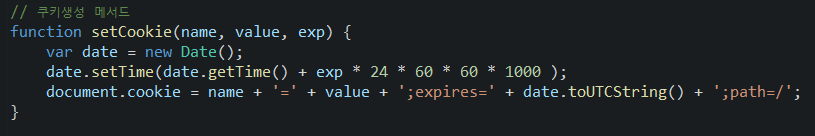 // 쿠키생성 메서드
function setCookie(name, value, exp) {
    var date = new Date();
    date.setTime(date.getTime() + exp * 24 * 60 * 60 * 1000 );
    document.cookie = name + '=' + value + ';expires=' + date.toUTCString() + ';path=/';
}